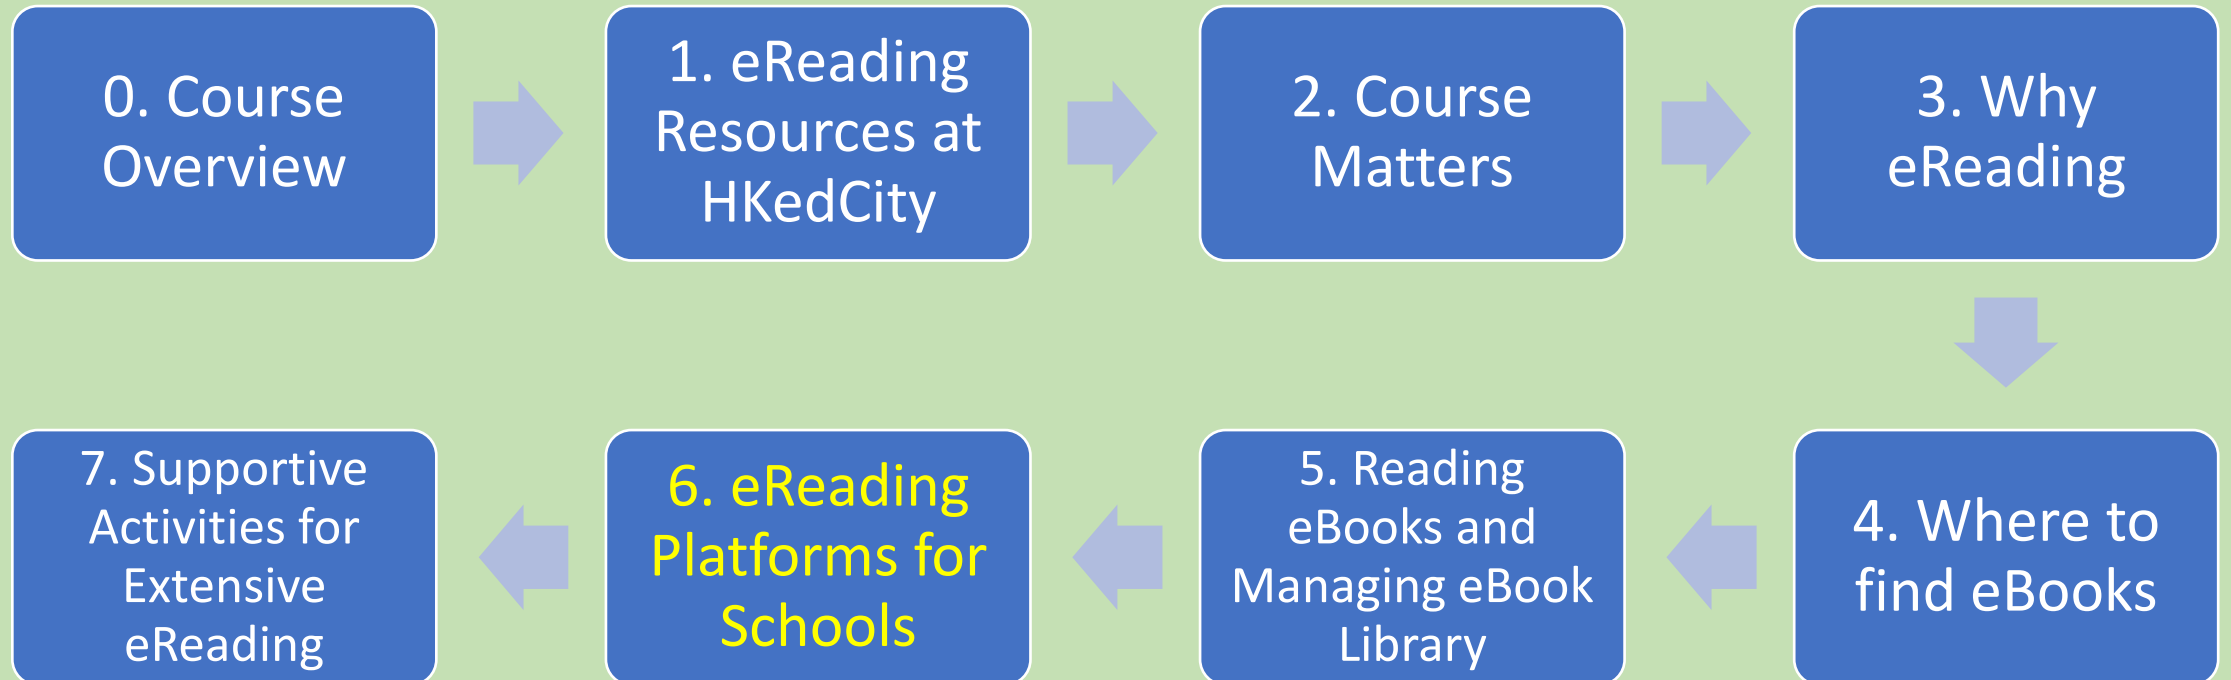 0. Course
Overview
1. eReading
Resources at
HKedCity
2. Course
Matters
3. Why
eReading
4. Where to
find eBooks
5. Reading
eBooks and
Managing eBook
Library
6. eReading
Platforms for
Schools
7. Supportive
Activities for
Extensive
eReading